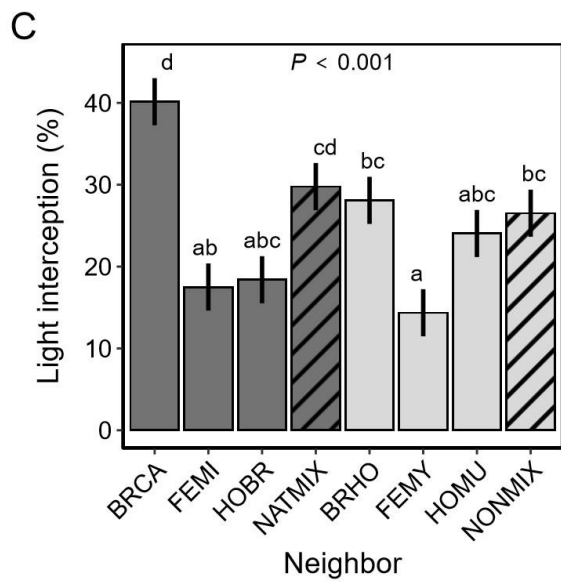 C
P < 0.001
d
ab
abc
cd
bc
a
abc
bc
Light interception (%)
40
30
20
10
0
BRCA
FEMI
HOBR
NATMIX
BRHO
FEMY
HOMU
NONMIX
Neighbor